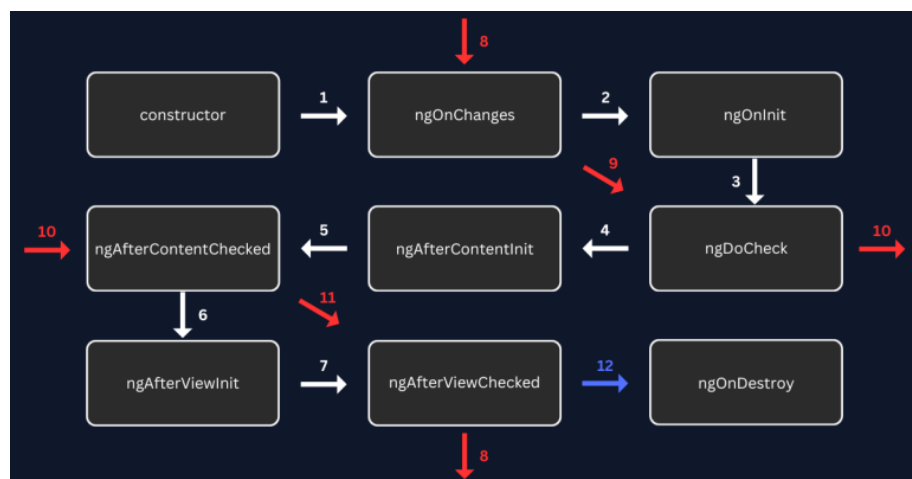 8
constructor
1
ngOnChanges
2
ngOnInit
9
3
10
ngAfterContentChecked
5
ngAfterContentInit
4
ngDoCheck
10
6
11
ngAfterViewInit
7
ngAfterViewChecked
12
ngOnDestroy
8